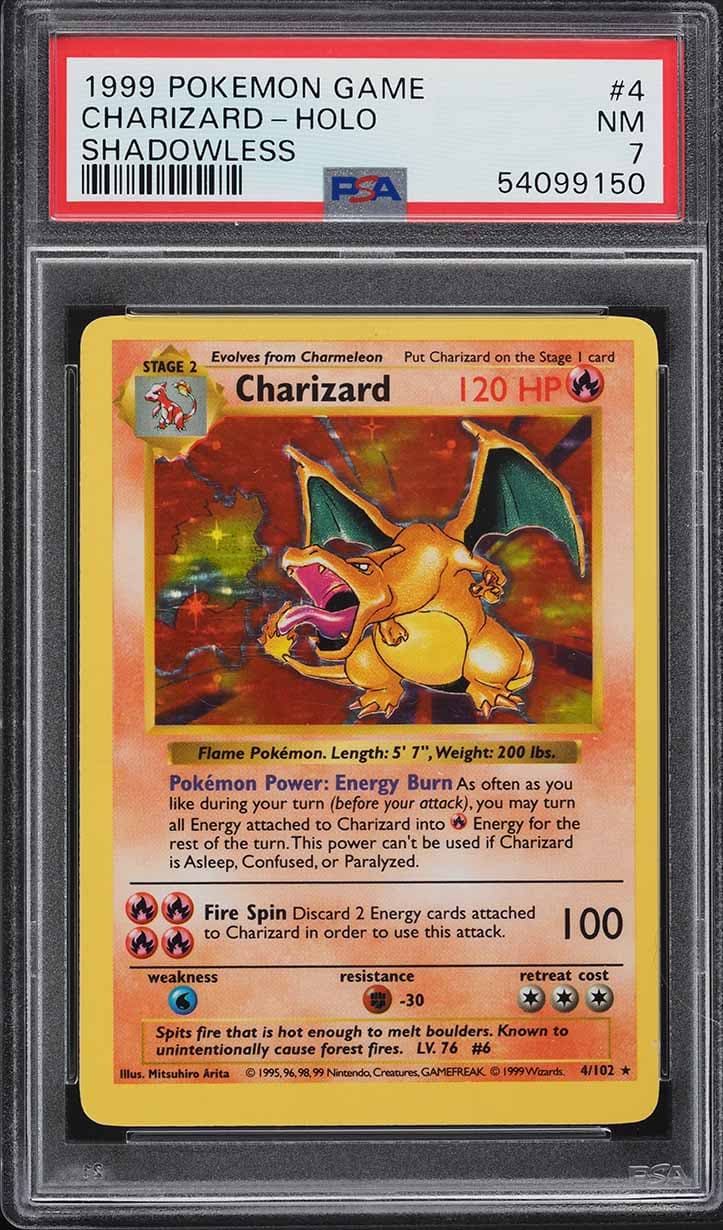 1999 POKEMON GAME #4
CHARIZARD – HOLO NM
SHADOWLESS 7
PSA 54099150
Evolves from Charmeleon Put Charizard on the Stage 1 card
STAGE 2
Charizard 120 HP
Flame Pokémon. Length: 5' 7", Weight: 200 lbs.
Pokémon Power: Energy Burn As often as you
like during your turn (before your attack), you may turn
all Energy attached to Charizard into Energy for the
rest of the turn. This power can't be used if Charizard
is Asleep, Confused, or Paralyzed.
Fire Spin Discard 2 Energy cards attached
to Charizard in order to use this attack. 100
weakness resistance retreat cost
-30
Spits fire that is hot enough to melt boulders. Known to
unintentionally cause forest fires. LV. 76 #6
Illus. Mitsuhiro Arita © 1995, 96, 98, 99 Nintendo, Creatures, GAMEFREAK. © 1999 Wizards. 4/102 ★
PSA